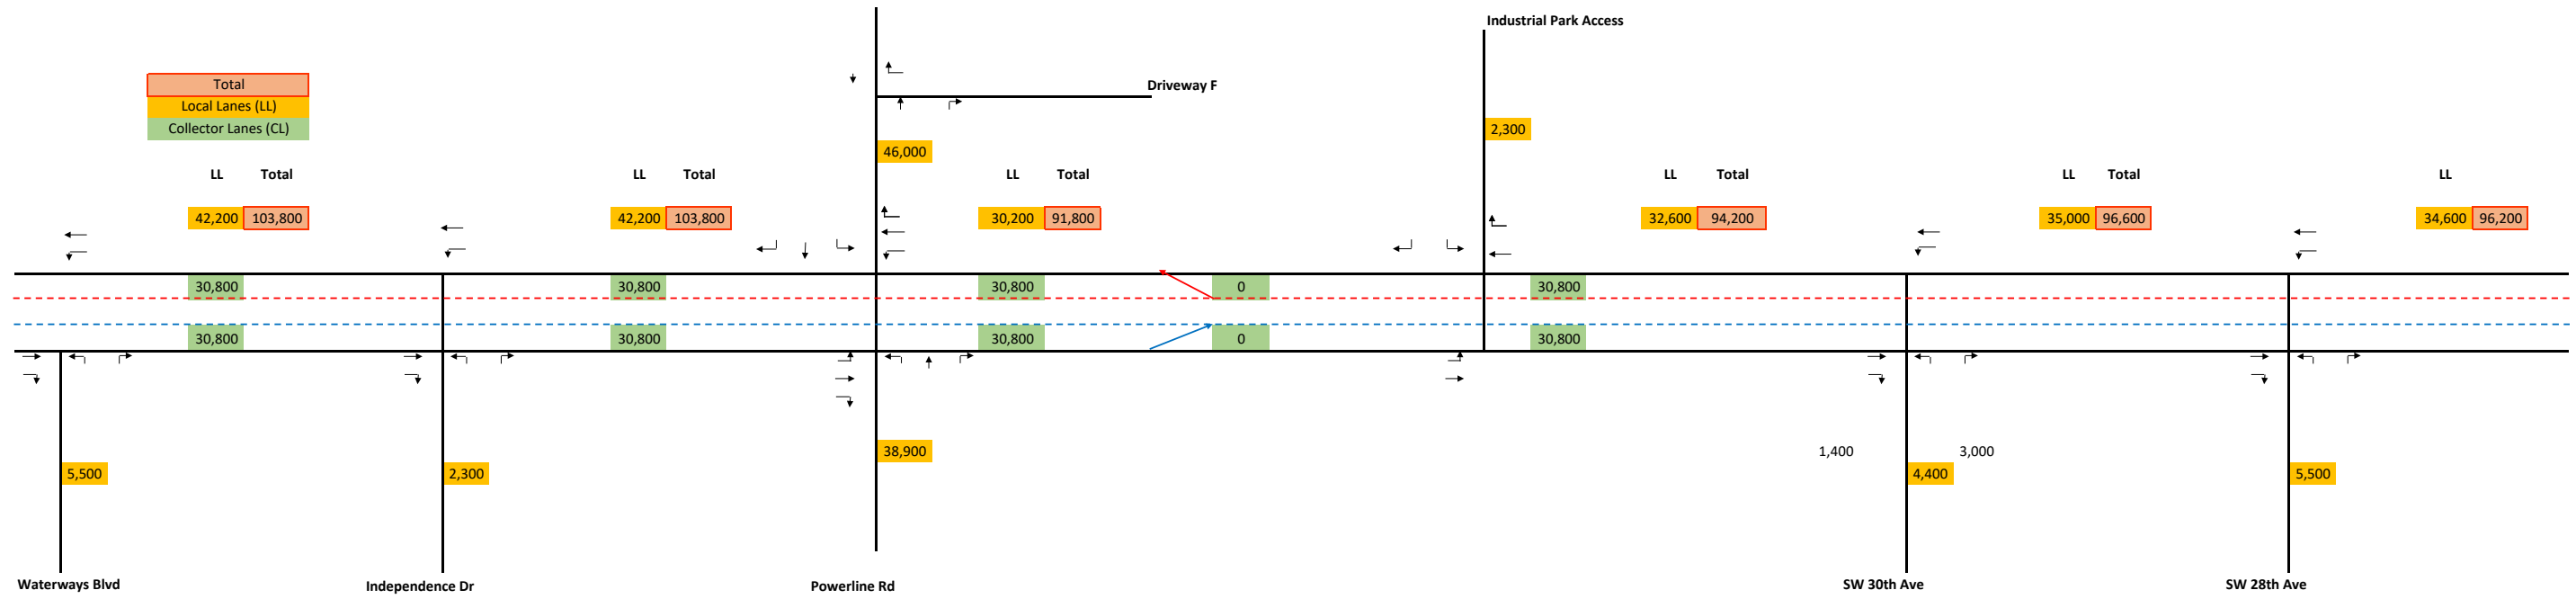 Industrial Park Access
Total
Local Lanes (LL)
Collector Lanes (CL)
Driveway F
2,300
46,000
LL Total
LL Total
LL Total
LL Total
LL Total
LL
42,200 103,800
42,200 103,800
30,200 91,800
32,600 94,200
35,000 96,600
34,600 96,200
30,800
30,800
30,800
0
30,800
30,800
30,800
30,800
0
30,800
38,900
1,400
3,000
5,500
2,300
4,400
5,500
Waterways Blvd
Independence Dr
Powerline Rd
SW 30th Ave
SW 28th Ave